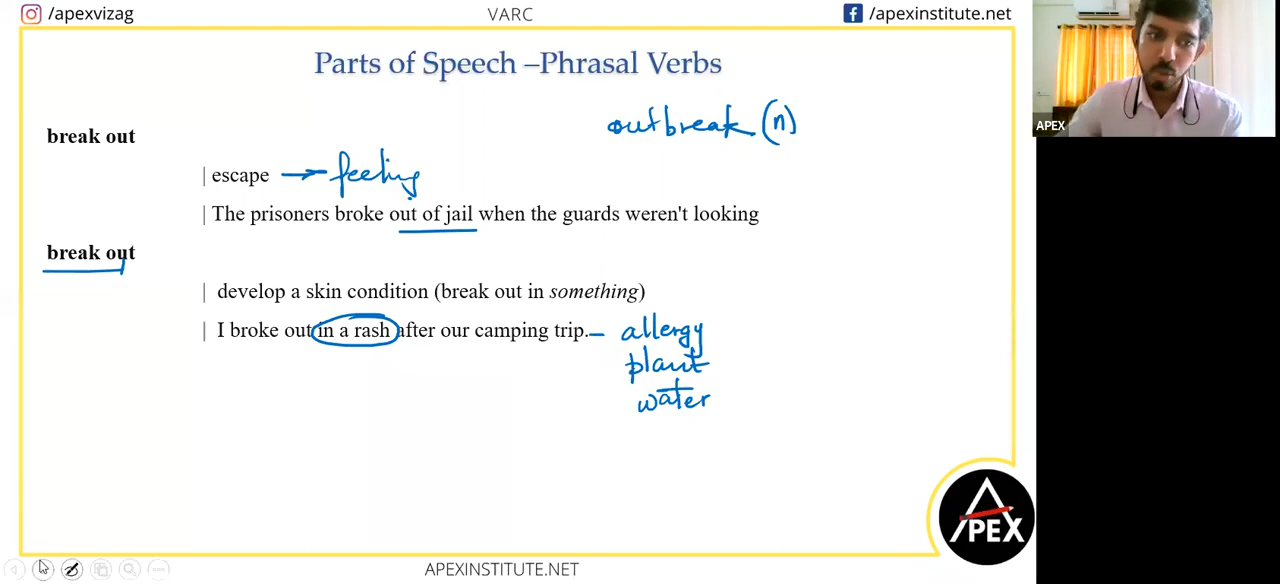 /apexvizag
VARC
/apexinstitute.net
Parts of Speech –Phrasal Verbs
outbreak (n)
break out
| escape → feeling
| The prisoners broke out of jail when the guards weren't looking
break out
| develop a skin condition (break out in something)
| I broke out in a rash after our camping trip. – allergy
plant
water
APEX
APEX
APEXINSTITUTE.NET